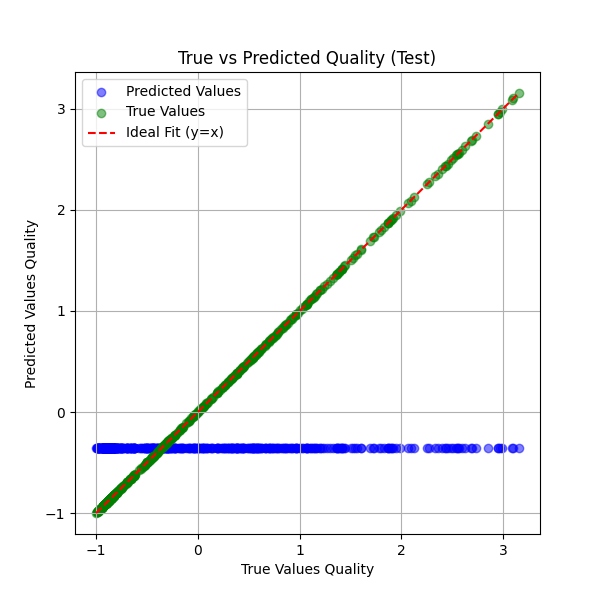 True vs Predicted Quality (Test)
Predicted Values
True Values
Ideal Fit (y=x)
Predicted Values Quality
3
2
1
0
−1
−1
0
1
2
3
True Values Quality